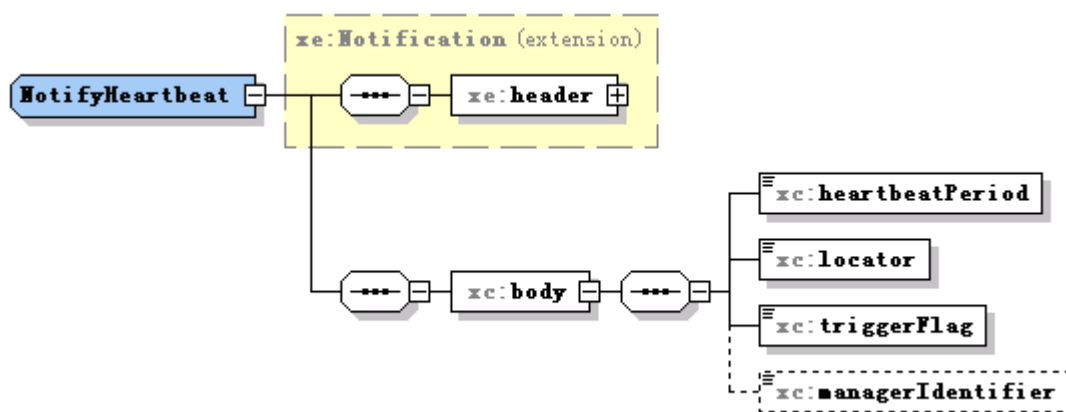 xe:Notification (extension)
NotifyHeartbeat
xe:header
xc:heartbeatPeriod
xc:locator
xc:body
xc:triggerFlag
xc:managerIdentifier